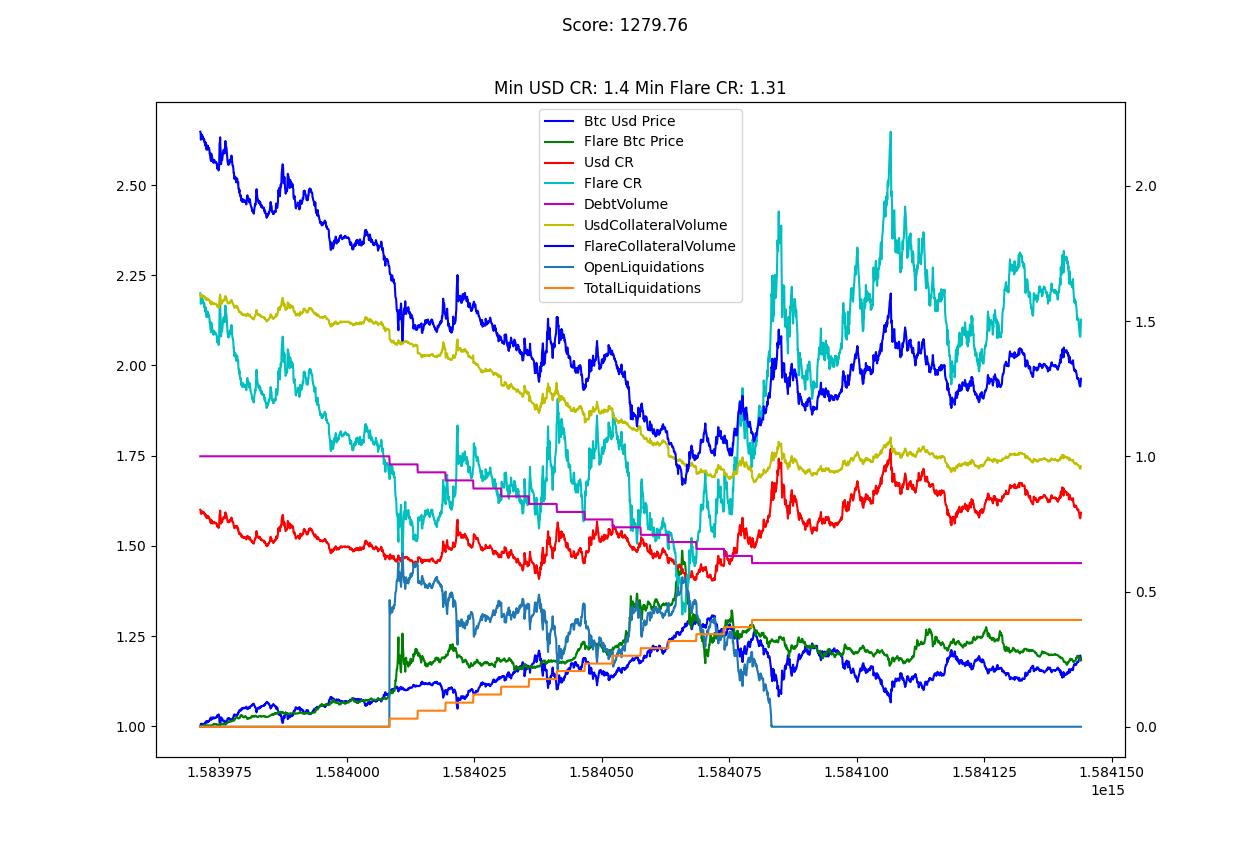 Score: 1279.76
Min USD CR: 1.4 Min Flare CR: 1.31
Btc Usd Price
Flare Btc Price
Usd CR
Flare CR
DebtVolume
UsdCollateralVolume
FlareCollateralVolume
OpenLiquidations
TotalLiquidations
2.50
2.25
2.00
1.75
1.50
1.25
1.00
2.0
1.5
1.0
0.5
0.0
1.583975 1.584000 1.584025 1.584050 1.584075 1.584100 1.584125 1.584150
1e15